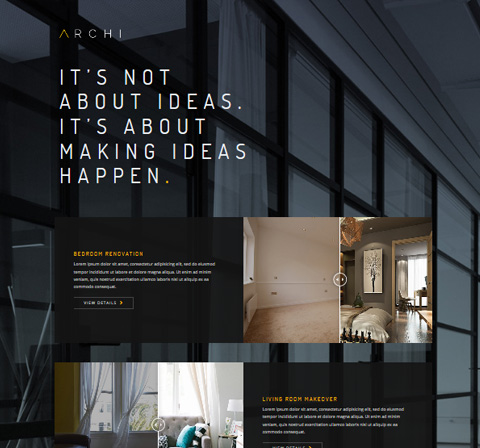 ARCHI
IT'S NOT
ABOUT IDEAS.
IT'S ABOUT
MAKING IDEAS
HAPPEN.
BEDROOM RENOVATION
Lorem ipsum dolor sit amet, consectetur adipisicing elit, sed do eiusmod
tempor incididunt ut labore et dolore magna aliqua. Ut enim ad minim
veniam, quis nostrud exercitation ullamco laboris nisi ut aliquip ex ea
commodo consequat.
VIEW DETAILS >
LIVING ROOM MAKEOVER
Lorem ipsum dolor sit amet, consectetur adipisicing elit, sed do eiusmod
tempor incididunt ut labore et dolore magna aliqua. Ut enim ad minim
veniam, quis nostrud exercitation ullamco laboris nisi ut aliquip ex ea
commodo consequat.
VIEW DETAILS >